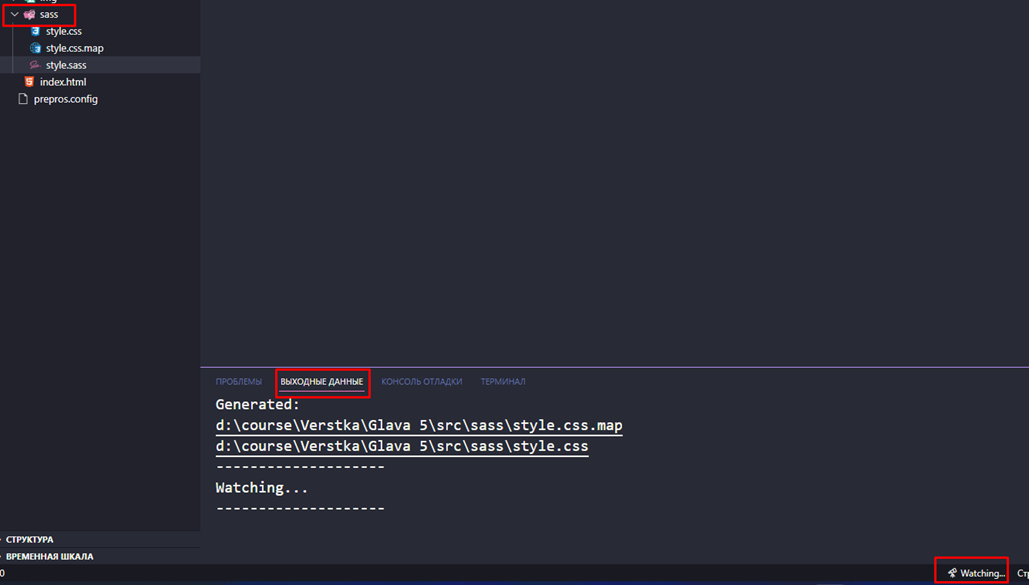 sass
style.css
style.css.map
style.sass
index.html
prepros.config
ПРОБЛЕМЫ ВЫХОДНЫЕ ДАННЫЕ КОНСОЛЬ ОТЛАДКИ ТЕРМИНАЛ
Generated:
d:\course\Verstka\Glava 5\src\sass\style.css.map
d:\course\Verstka\Glava 5\src\sass\style.css
--------------------
Watching...
--------------------
СТРУКТУРА
ВРЕМЕННАЯ ШКАЛА
0 Watching...